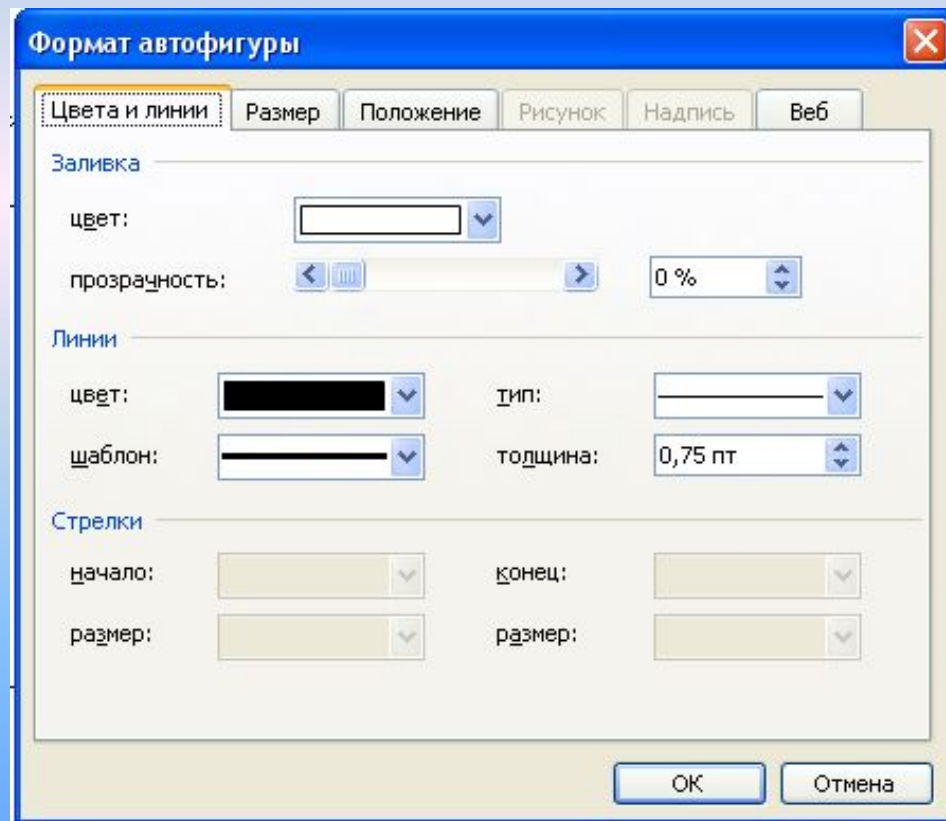 Формат автофигуры
Цвета и линии Размер Положение Рисунок Надпись Веб
Заливка
цвет:
прозрачность: 0 %
Линии
цвет: тип:
шаблон: толщина: 0,75 пт
Стрелки
начало: конец:
размер: размер:
ОК Отмена